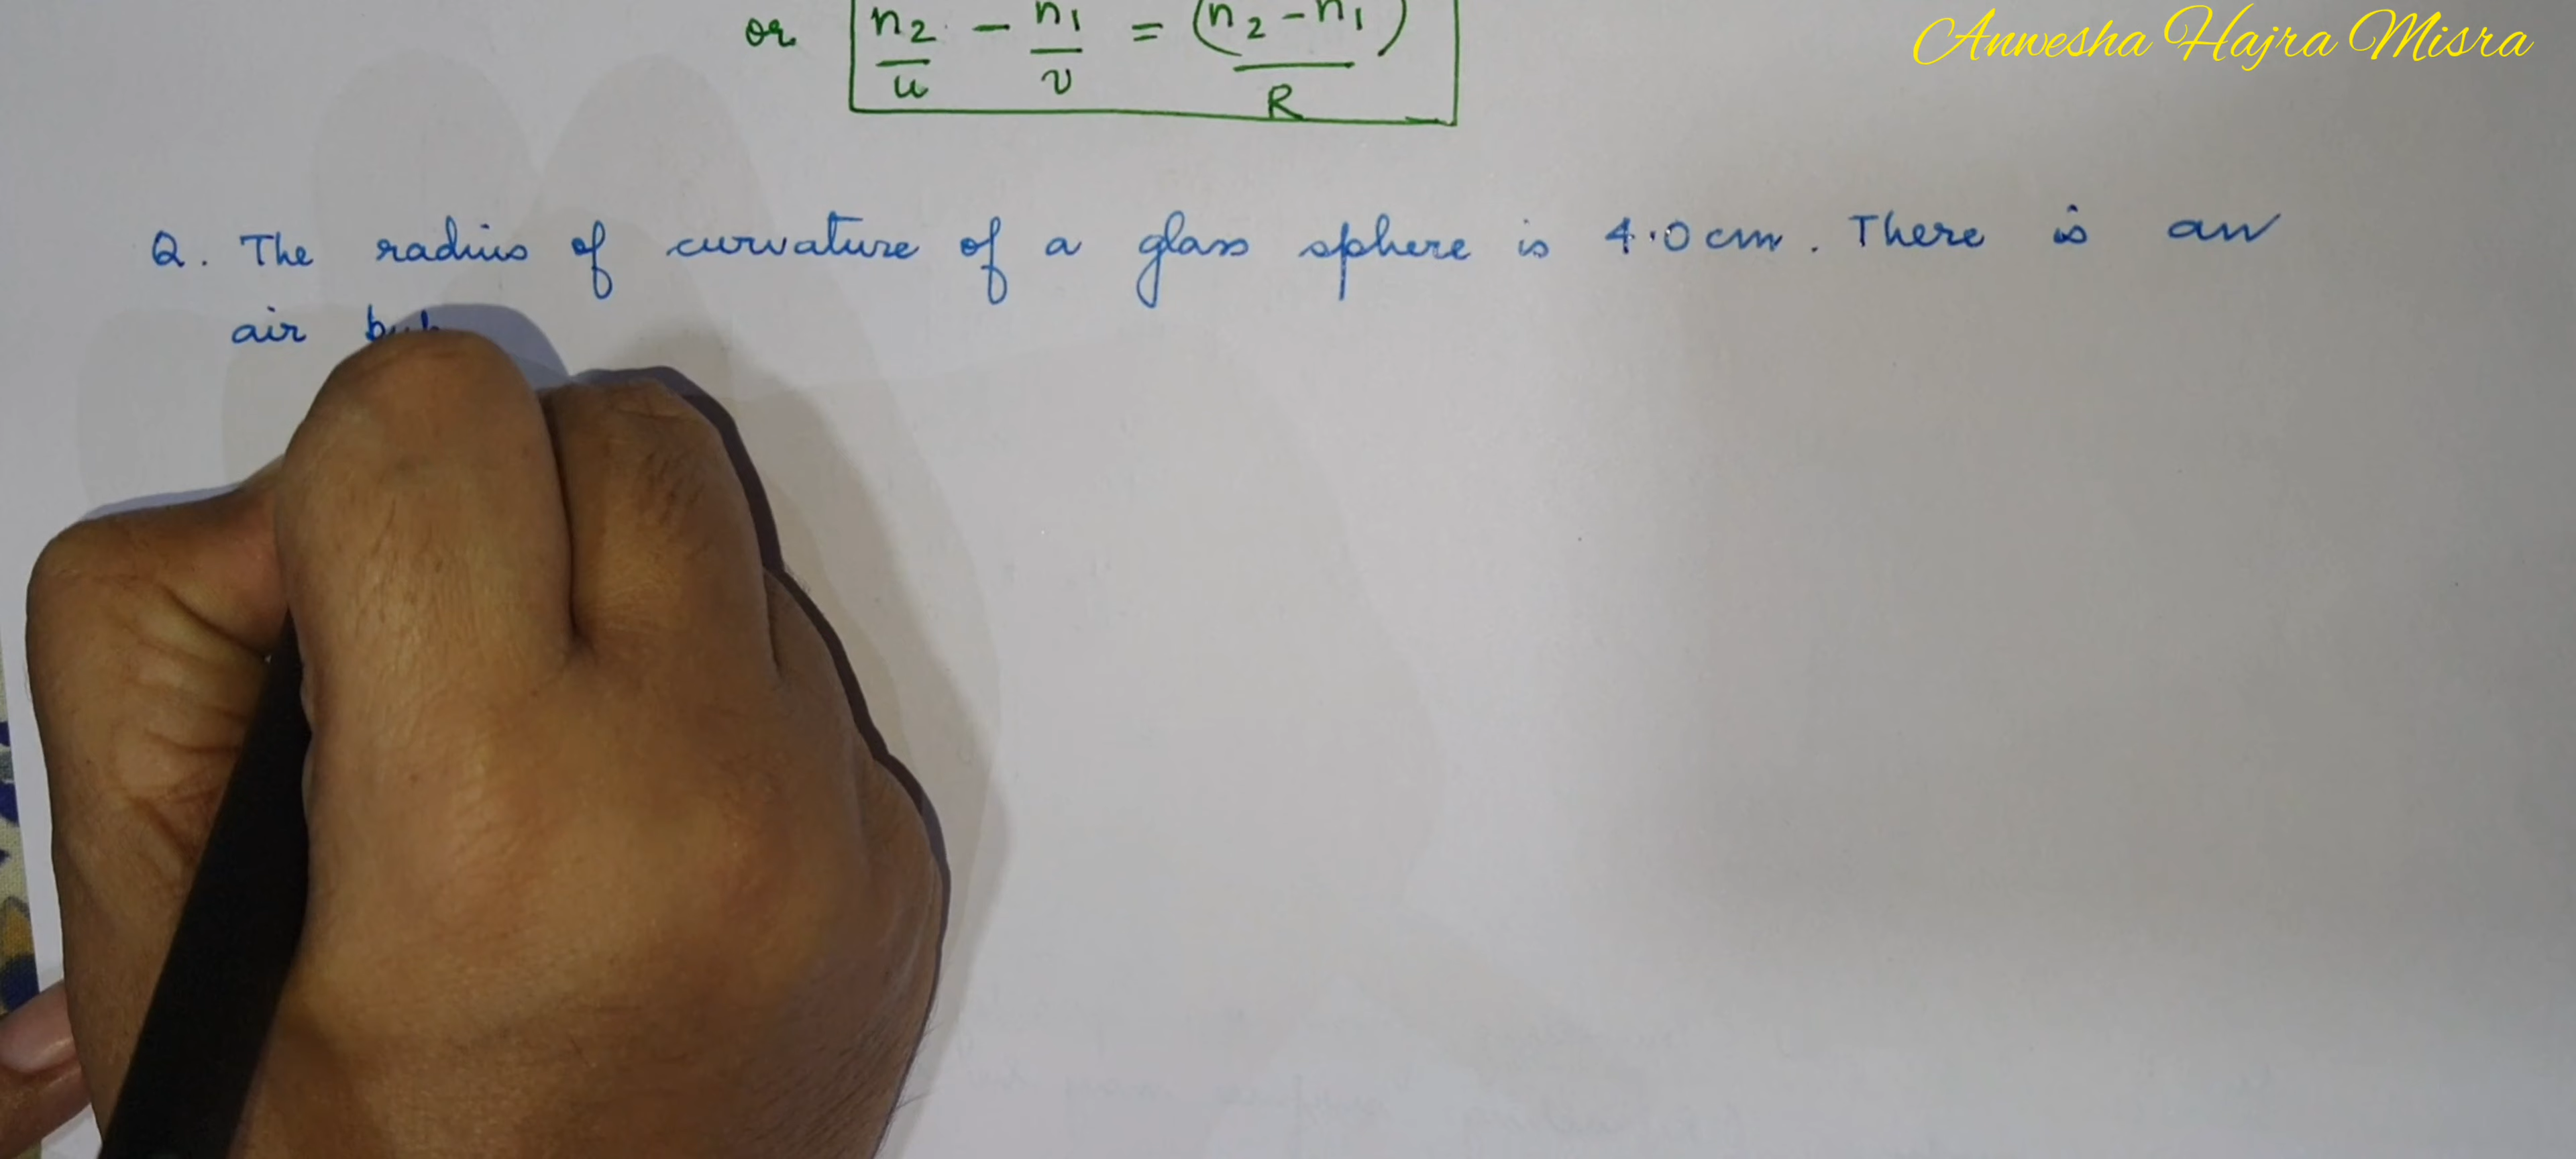 Anwesha Hajra Misra
or n₂/u - n₁/v = (n₂-n₁)/R
Q. The radius of curvature of a glass sphere is 4.0 cm. There is an
air